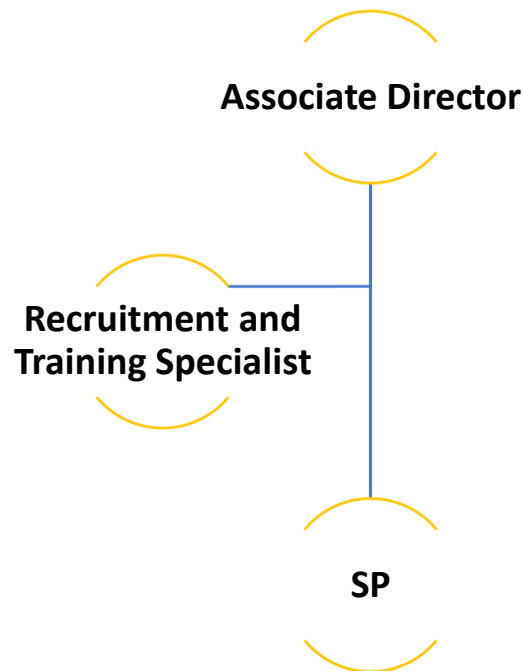 Associate Director
Recruitment and
Training Specialist
SP